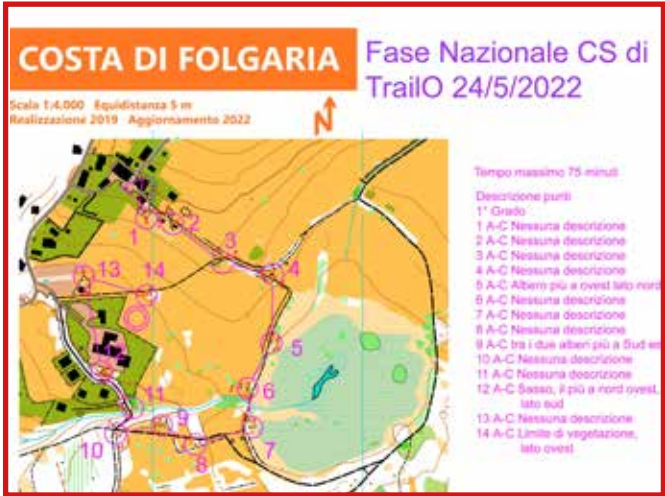 COSTA DI FOLGARIA
Fase Nazionale CS di
TrailO 24/5/2022
Scala 1:4.000 Equidistanza 5 m
Realizzazione 2019 Aggiornamento 2022
N
Tempo massimo 75 minuti
Descrizione punti
1° Grado
1 A-C Nessuna descrizione
2 A-C Nessuna descrizione
3 A-C Nessuna descrizione
4 A-C Nessuna descrizione
5 A-C Albero più a ovest lato nord
6 A-C Nessuna descrizione
7 A-C Nessuna descrizione
8 A-C Nessuna descrizione
9 A-C tra i due alberi più a Sud es
10 A-C Nessuna descrizione
11 A-C Nessuna descrizione
12 A-C Sasso, il più a nord ovest,
lato sud
13 A-C Nessuna descrizione
14 A-C Limite di vegetazione,
lato ovest
1
2
3
4
13
14
5
6
11
9
10
8
7